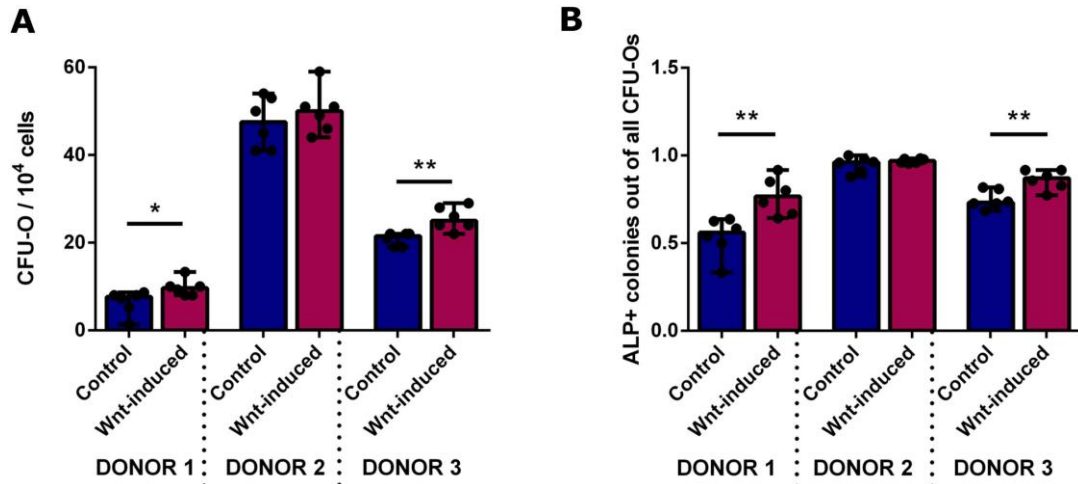 A
CFU-O / 10⁴ cells
60
40
20
0
*
**
Control
Wnt-induced
Control
Wnt-induced
Control
Wnt-induced
DONOR 1
DONOR 2
DONOR 3
B
ALP+ colonies out of all CFU-Os
1.5
1.0
0.5
0.0
**
**
Control
Wnt-induced
Control
Wnt-induced
Control
Wnt-induced
DONOR 1
DONOR 2
DONOR 3